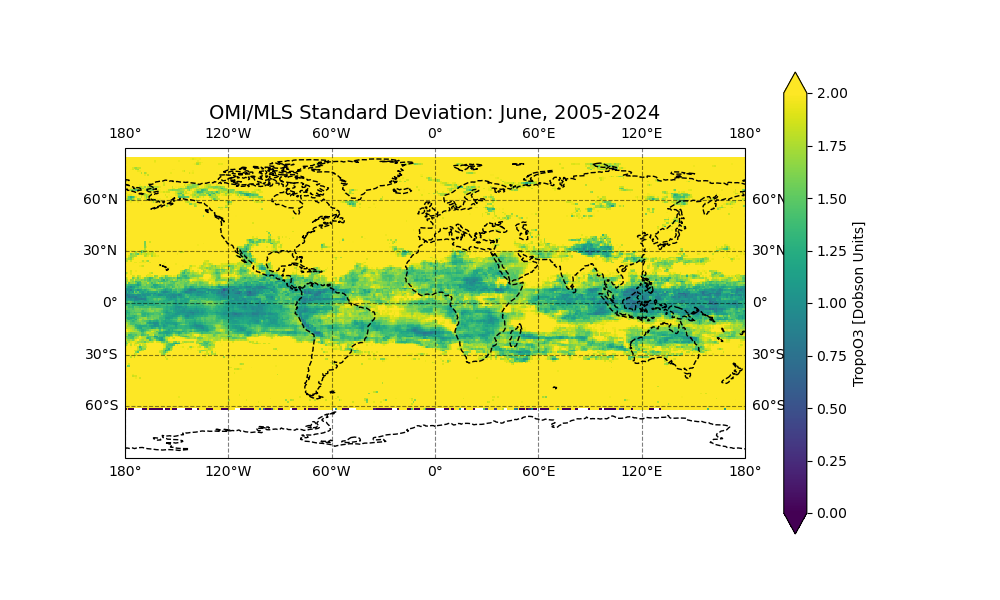 OMI/MLS Standard Deviation: June, 2005-2024
180° 120°W 60°W 0° 60°E 120°E 180°
60°N 60°N
30°N 30°N
0° 0°
30°S 30°S
60°S 60°S
180° 120°W 60°W 0° 60°E 120°E 180°
2.00
1.75
1.50
1.25
1.00
0.75
0.50
0.25
0.00
TropoO3 [Dobson Units]